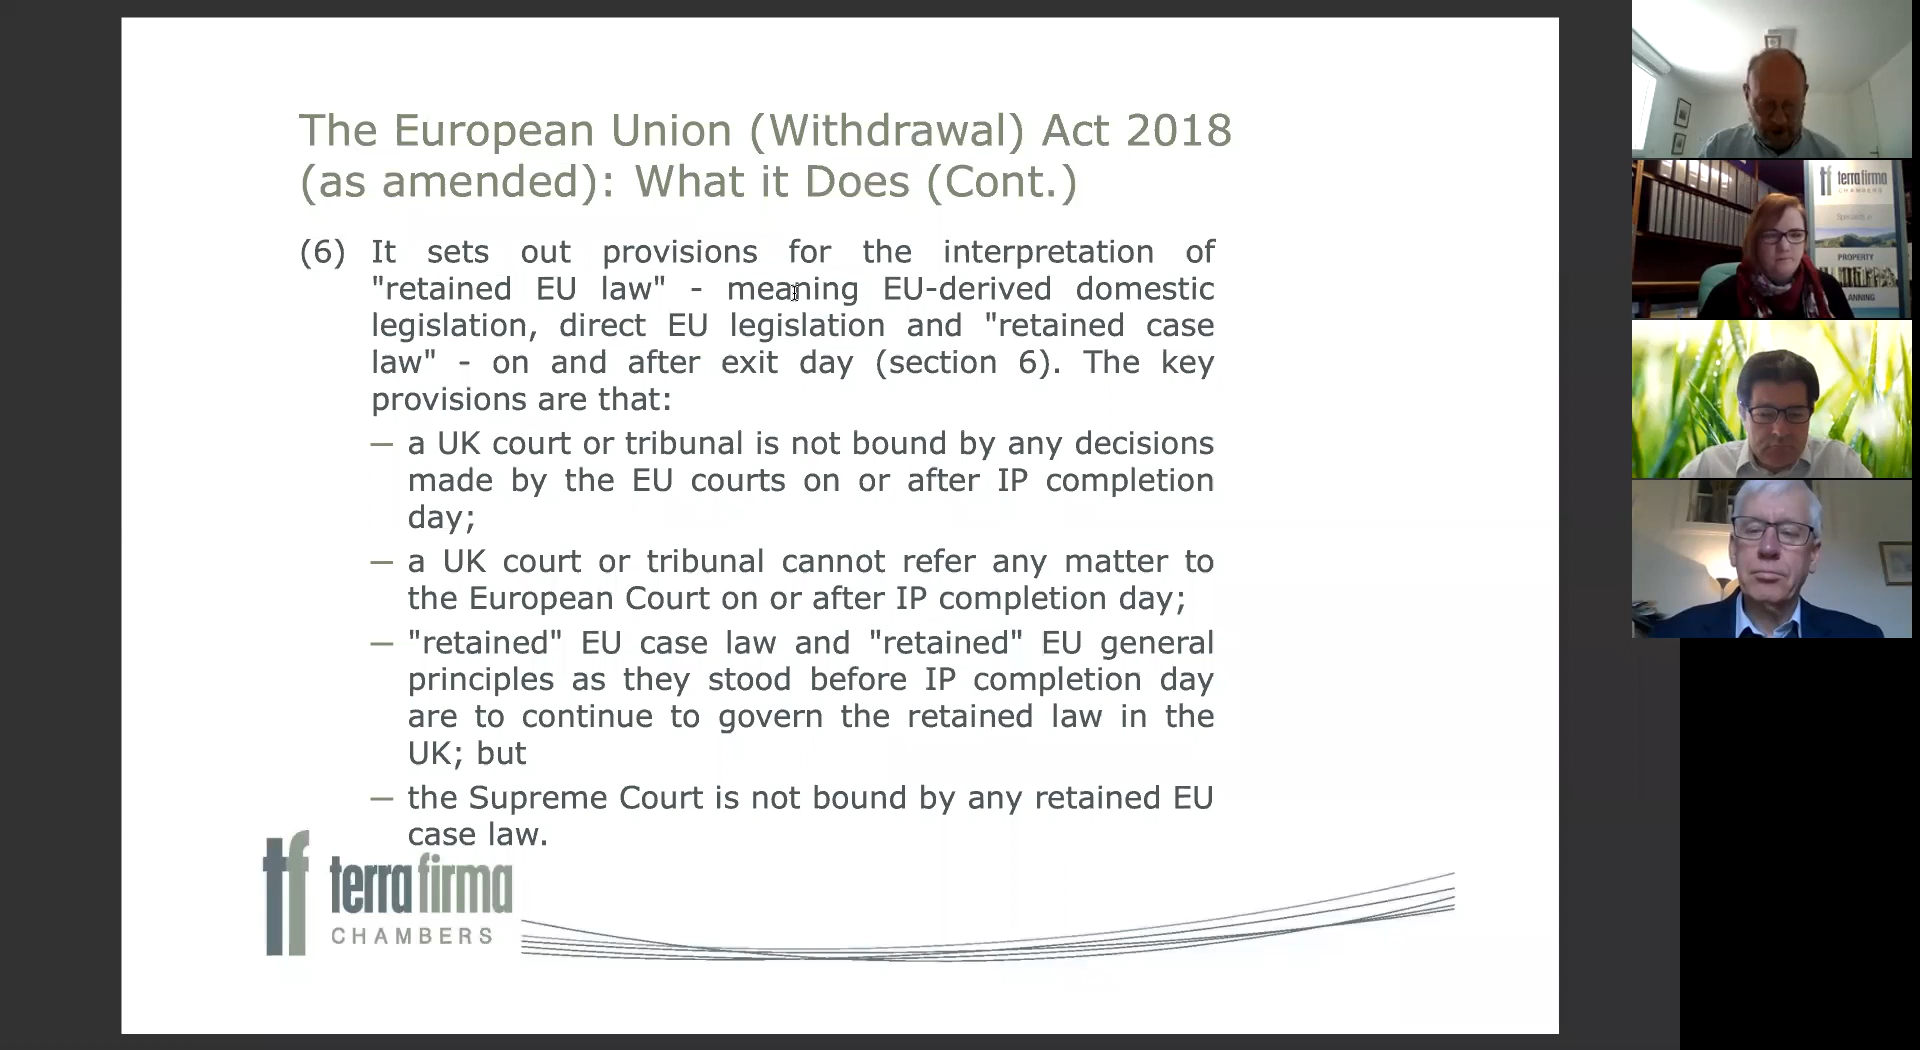 The European Union (Withdrawal) Act 2018
(as amended): What it Does (Cont.)
(6) It sets out provisions for the interpretation of
"retained EU law" - meaning EU-derived domestic
legislation, direct EU legislation and "retained case
law" - on and after exit day (section 6). The key
provisions are that:
— a UK court or tribunal is not bound by any decisions
made by the EU courts on or after IP completion
day;
— a UK court or tribunal cannot refer any matter to
the European Court on or after IP completion day;
— "retained" EU case law and "retained" EU general
principles as they stood before IP completion day
are to continue to govern the retained law in the
UK; but
— the Supreme Court is not bound by any retained EU
case law.
tf terra firma
CHAMBERS
tf terra firma
CHAMBERS
Specialists in
PROPERTY
ANNING